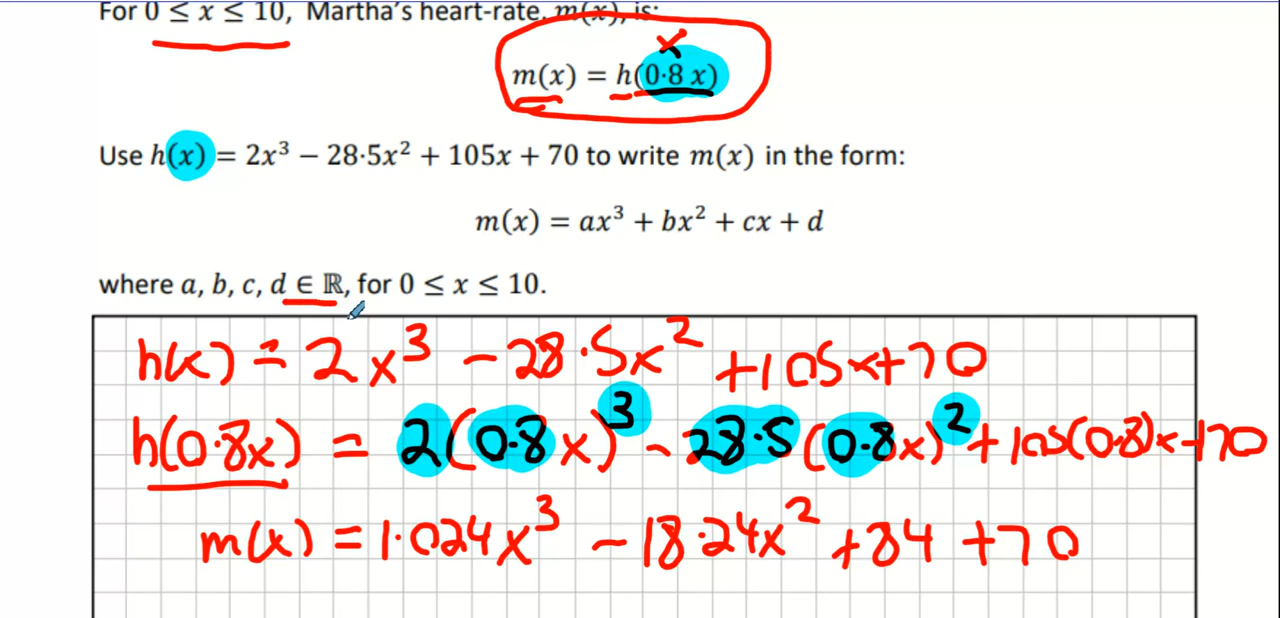 For 0 ≤ x ≤ 10, Martha's heart-rate, m(x), is:
x
m(x) = h(0·8 x)
Use h(x) = 2x³ − 28·5x² + 105x + 70 to write m(x) in the form:
m(x) = ax³ + bx² + cx + d
where a, b, c, d ∈ ℝ, for 0 ≤ x ≤ 10.
h(x) = 2x³ − 28.5x² + 105x + 70
h(0.8x) = 2(0.8x)³ − 28.5(0.8x)² + 105(0.8)x + 70
m(x) = 1.024x³ − 18.24x² + 84 + 70